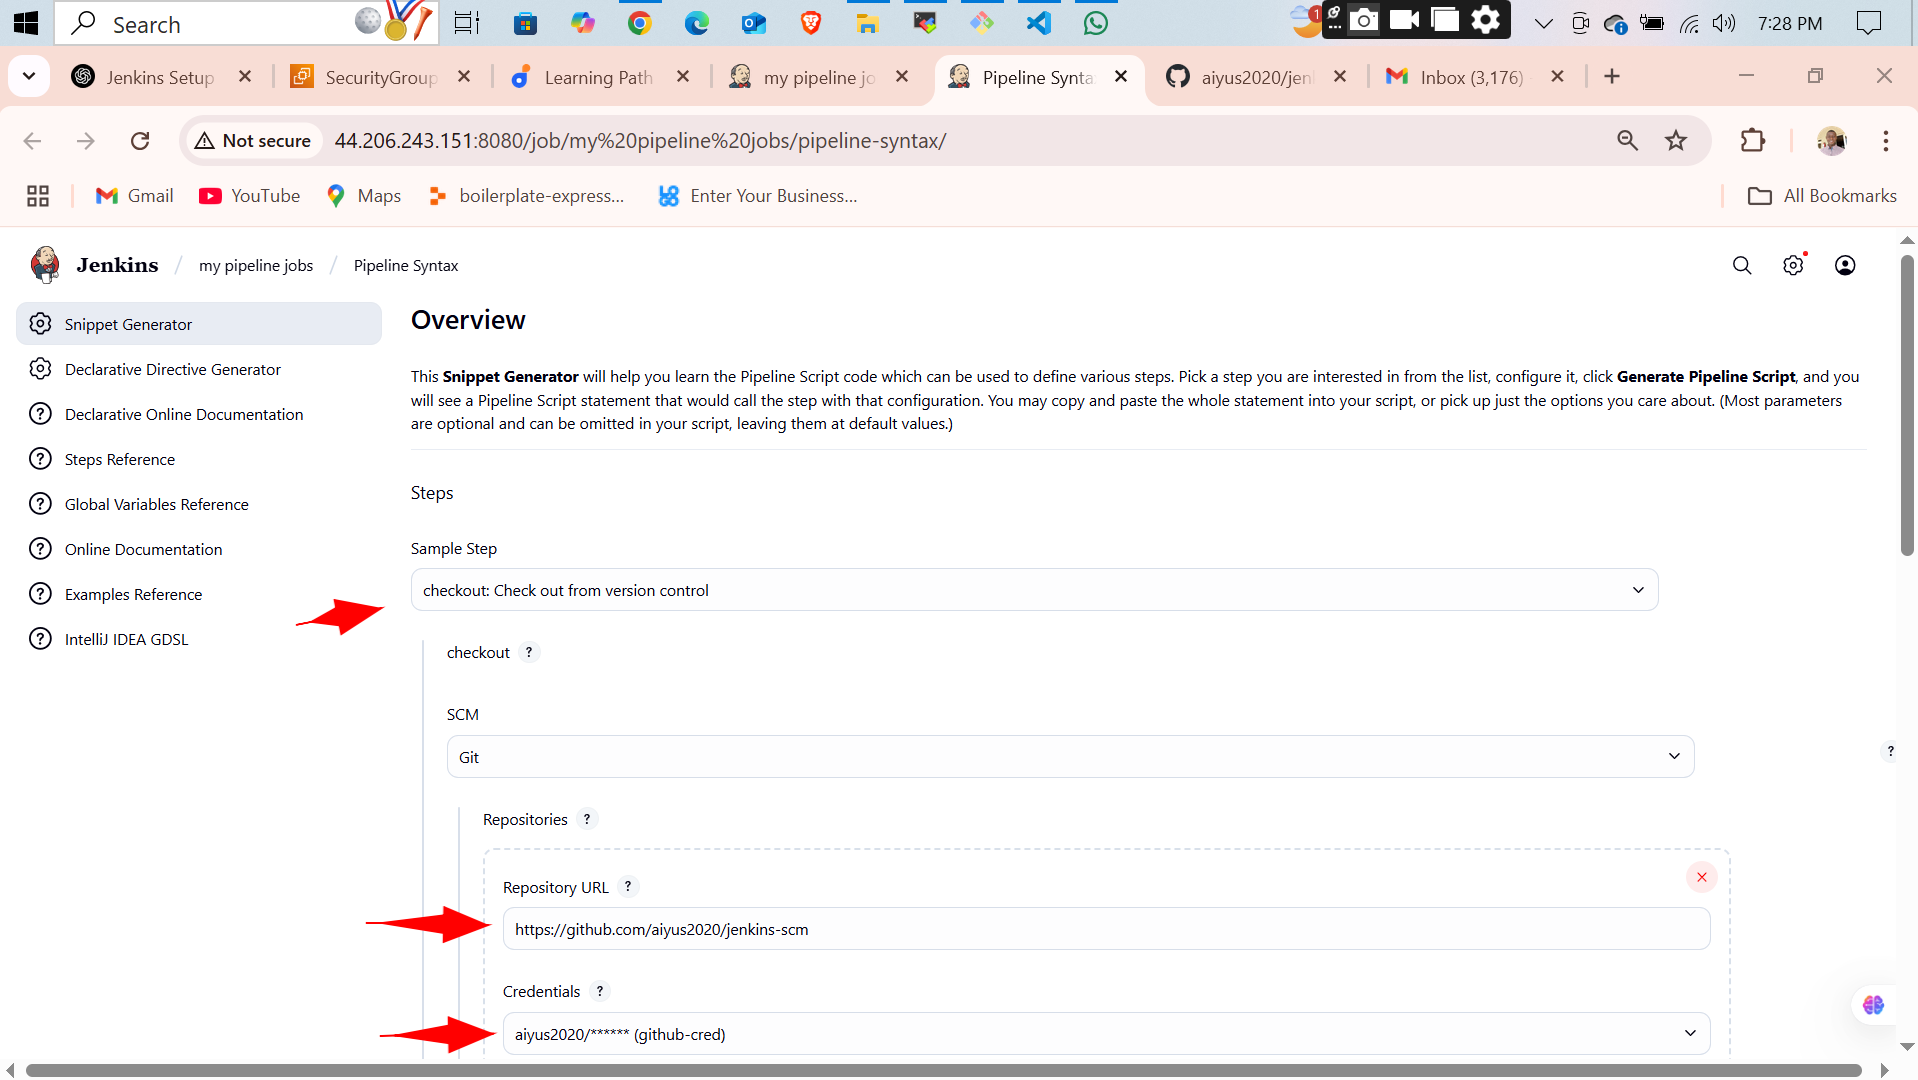 Search
1
7:28 PM
Jenkins Setup
SecurityGroup
Learning Path
my pipeline jo
Pipeline Synta
aiyus2020/jen
Inbox (3,176)
Not secure
44.206.243.151:8080/job/my%20pipeline%20jobs/pipeline-syntax/
Gmail
YouTube
Maps
boilerplate-express...
Enter Your Business...
All Bookmarks
Jenkins / my pipeline jobs / Pipeline Syntax
Snippet Generator
Declarative Directive Generator
Declarative Online Documentation
Steps Reference
Global Variables Reference
Online Documentation
Examples Reference
IntelliJ IDEA GDSL
Overview
This Snippet Generator will help you learn the Pipeline Script code which can be used to define various steps. Pick a step you are interested in from the list, configure it, click Generate Pipeline Script, and you
will see a Pipeline Script statement that would call the step with that configuration. You may copy and paste the whole statement into your script, or pick up just the options you care about. (Most parameters
are optional and can be omitted in your script, leaving them at default values.)
Steps
Sample Step
checkout: Check out from version control
checkout ?
SCM
Git
?
Repositories ?
Repository URL ?
https://github.com/aiyus2020/jenkins-scm
Credentials ?
aiyus2020/****** (github-cred)